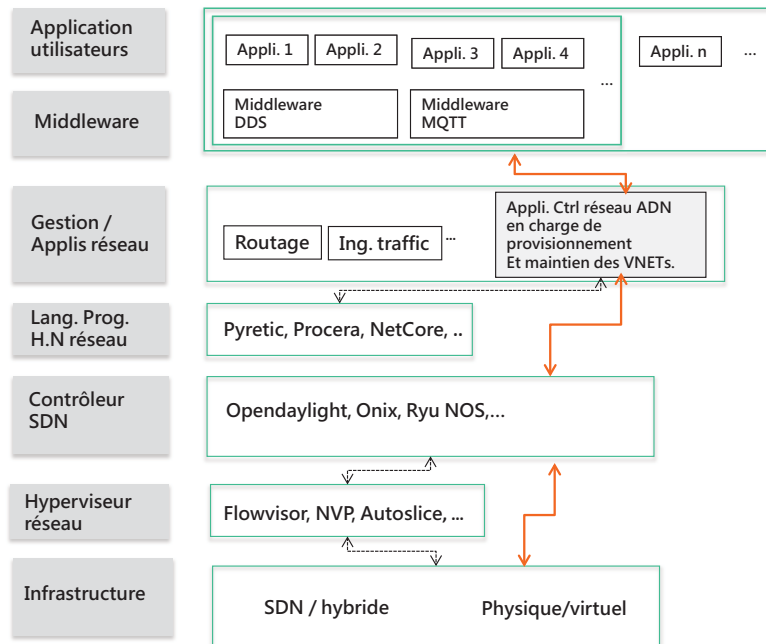 Application
utilisateurs
Appli. 1
Appli. 2
Appli. 3
Appli. 4
...
Appli. n
...
Middleware
Middleware
DDS
Middleware
MQTT
Gestion /
Applis réseau
Routage
Ing. traffic
...
Appli. Ctrl réseau ADN
en charge de
provisionnement
Et maintien des VNETs.
Lang. Prog.
H.N réseau
Pyretic, Procera, NetCore, ..
Contrôleur
SDN
Opendaylight, Onix, Ryu NOS,...
Hyperviseur
réseau
Flowvisor, NVP, Autoslice, ...
Infrastructure
SDN / hybride
Physique/virtuel